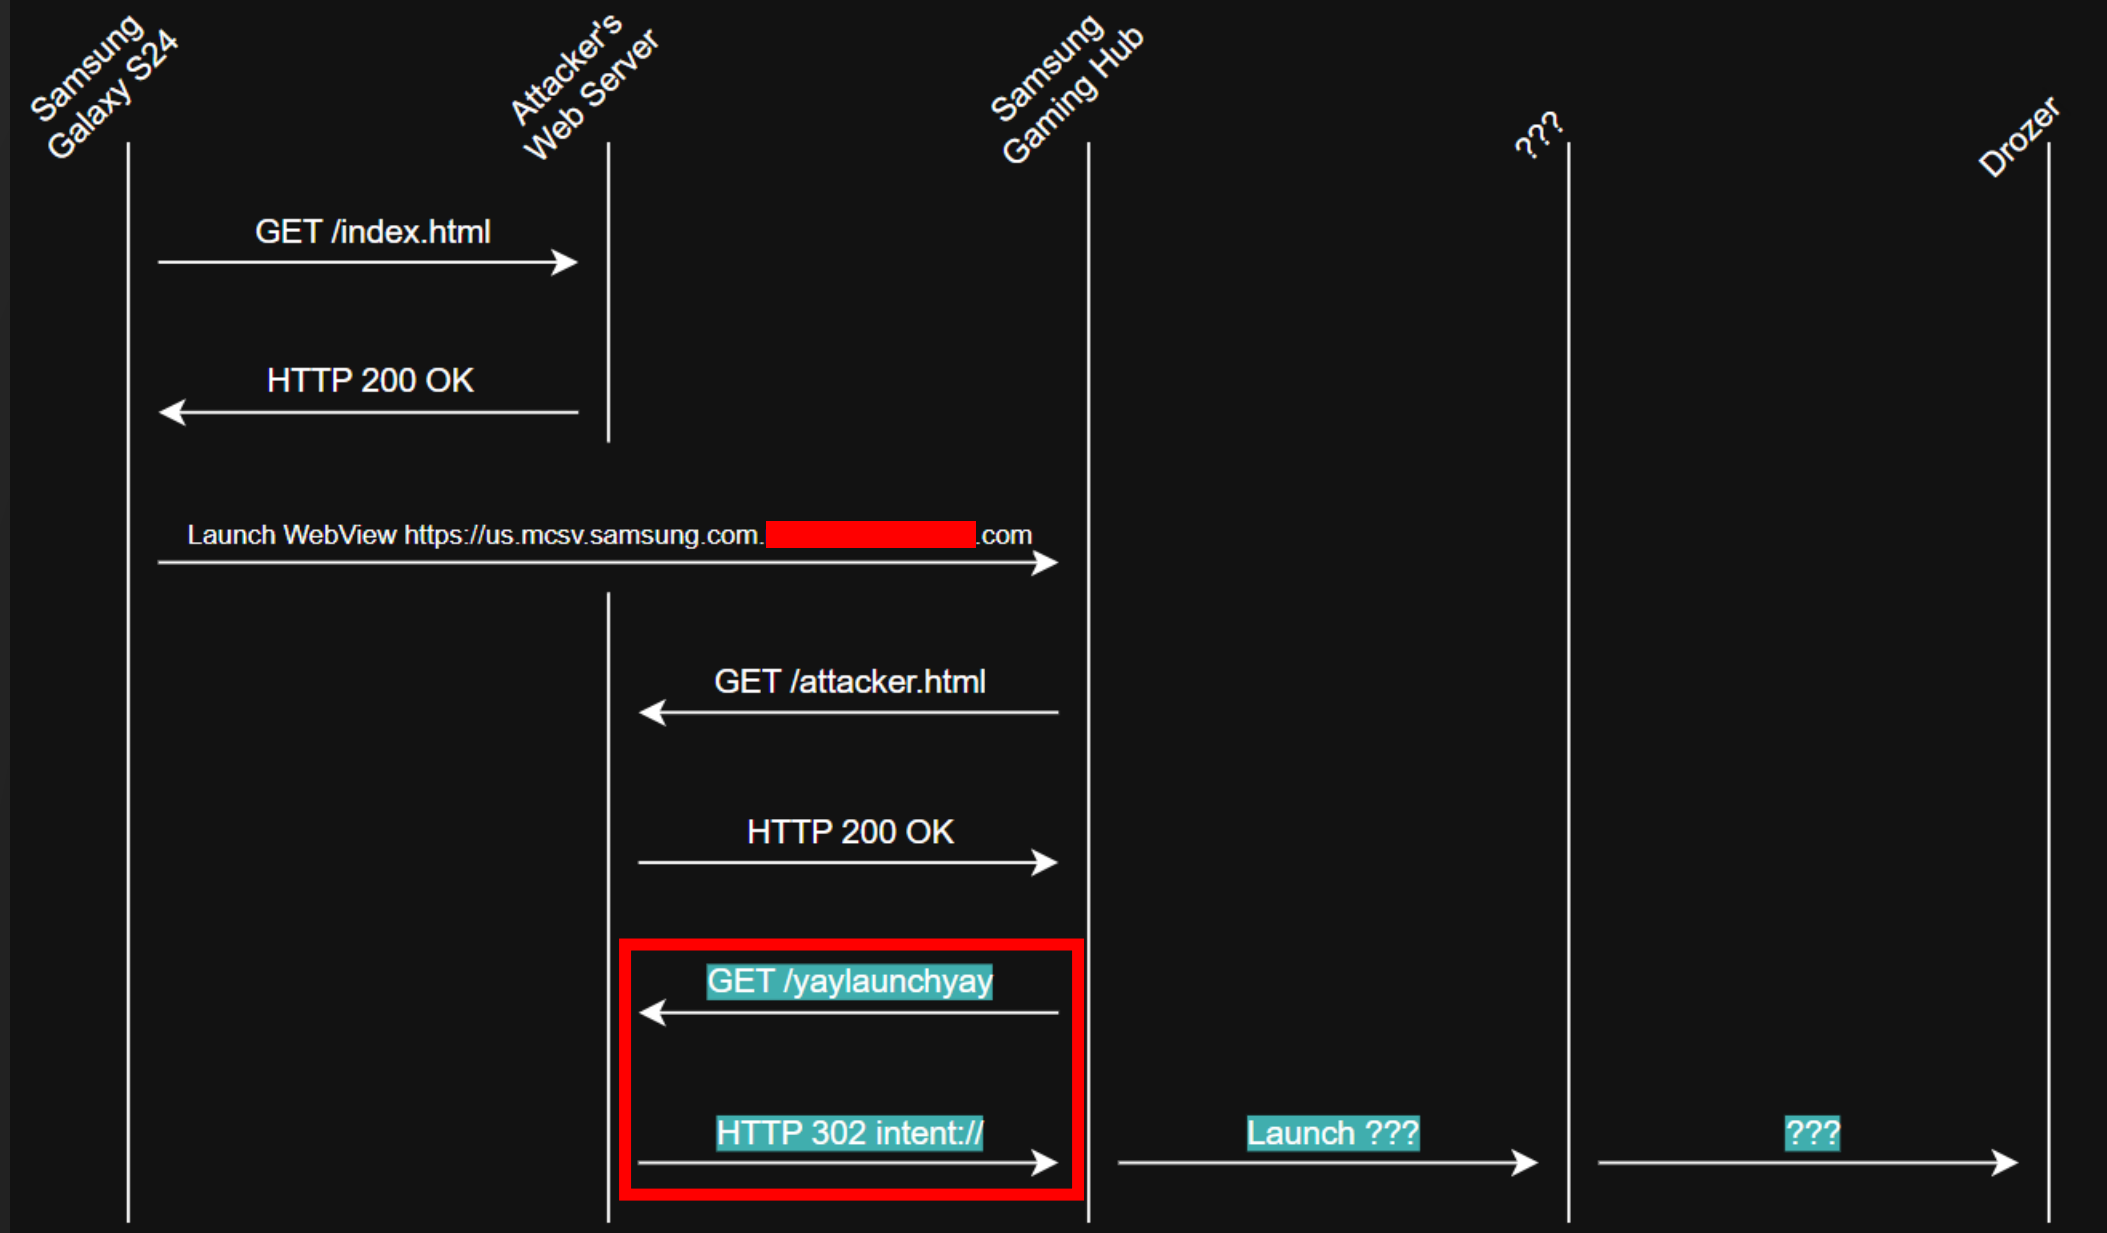 Samsung
Galaxy S24
Attacker's
Web Server
Samsung
Gaming Hub
???
Drozer
GET /index.html
HTTP 200 OK
Launch WebView https://us.mcsv.samsung.com. .com
GET /attacker.html
HTTP 200 OK
GET /yaylaunchyay
HTTP 302 intent://
Launch ???
???